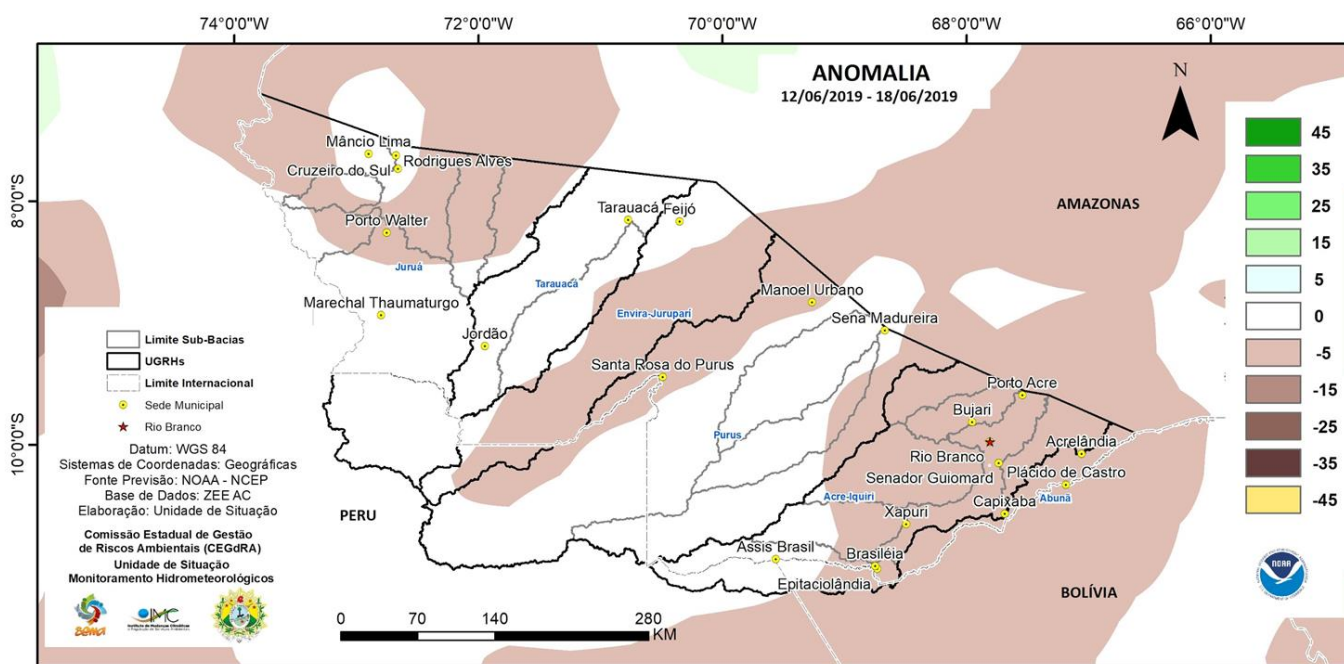 74°0'0"W
72°0'0"W
70°0'0"W
68°0'0"W
66°0'0"W
ANOMALIA
12/06/2019 - 18/06/2019
N
8°0'0"S
10°0'0"S
Mâncio Lima
Rodrigues Alves
Cruzeiro do Sul
Porto Walter
Juruá
Marechal Thaumaturgo
Tarauacá
Feijó
Tarauacá
Jordão
Envira-Jurupari
Manoel Urbano
Sena Madureira
Santa Rosa do Purus
Purus
Porto Acre
Bujari
Acrelândia
Rio Branco
Plácido de Castro
Senador Guiomard
Abunã
Acre-Iquiri
Capixaba
Xapuri
Assis Brasil
Brasiléia
Epitaciolândia
AMAZONAS
PERU
BOLÍVIA
45
35
25
15
5
0
-5
-15
-25
-35
-45
Limite Sub-Bacias
UGRHs
Limite Internacional
Sede Municipal
Rio Branco
Datum: WGS 84
Sistemas de Coordenadas: Geográficas
Fonte Previsão: NOAA - NCEP
Base de Dados: ZEE AC
Elaboração: Unidade de Situação
Comissão Estadual de Gestão
de Riscos Ambientais (CEGdRA)
Unidade de Situação
Monitoramento Hidrometeorológicos
IMC
0
70
140
280
KM